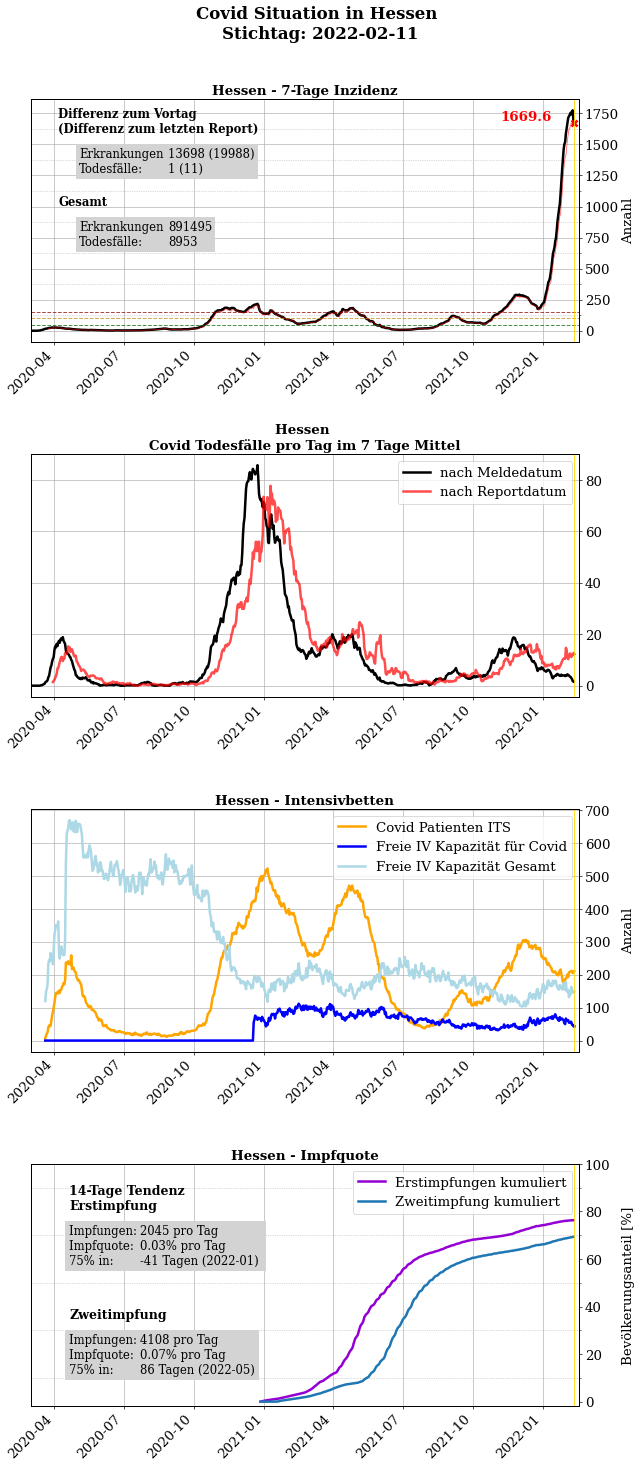 Covid Situation in Hessen
Stichtag: 2022-02-11
Hessen - 7-Tage Inzidenz
Differenz zum Vortag
(Differenz zum letzten Report)
Erkrankungen 13698 (19988)
Todesfälle: 1 (11)
Gesamt
Erkrankungen 891495
Todesfälle: 8953
1669.6
1750
1500
1250
1000
750
500
250
0
Anzahl
2020-04
2020-07
2020-10
2021-01
2021-04
2021-07
2021-10
2022-01
Hessen
Covid Todesfälle pro Tag im 7 Tage Mittel
nach Meldedatum
nach Reportdatum
80
60
40
20
0
2020-04
2020-07
2020-10
2021-01
2021-04
2021-07
2021-10
2022-01
Hessen - Intensivbetten
Covid Patienten ITS
Freie IV Kapazität für Covid
Freie IV Kapazität Gesamt
700
600
500
400
300
200
100
0
Anzahl
2020-04
2020-07
2020-10
2021-01
2021-04
2021-07
2021-10
2022-01
Hessen - Impfquote
14-Tage Tendenz
Erstimpfung
Impfungen: 2045 pro Tag
Impfquote: 0.03% pro Tag
75% in: -41 Tagen (2022-01)
Zweitimpfung
Impfungen: 4108 pro Tag
Impfquote: 0.07% pro Tag
75% in: 86 Tagen (2022-05)
Erstimpfungen kumuliert
Zweitimpfung kumuliert
100
80
60
40
20
0
Bevölkerungsanteil [%]
2020-04
2020-07
2020-10
2021-01
2021-04
2021-07
2021-10
2022-01